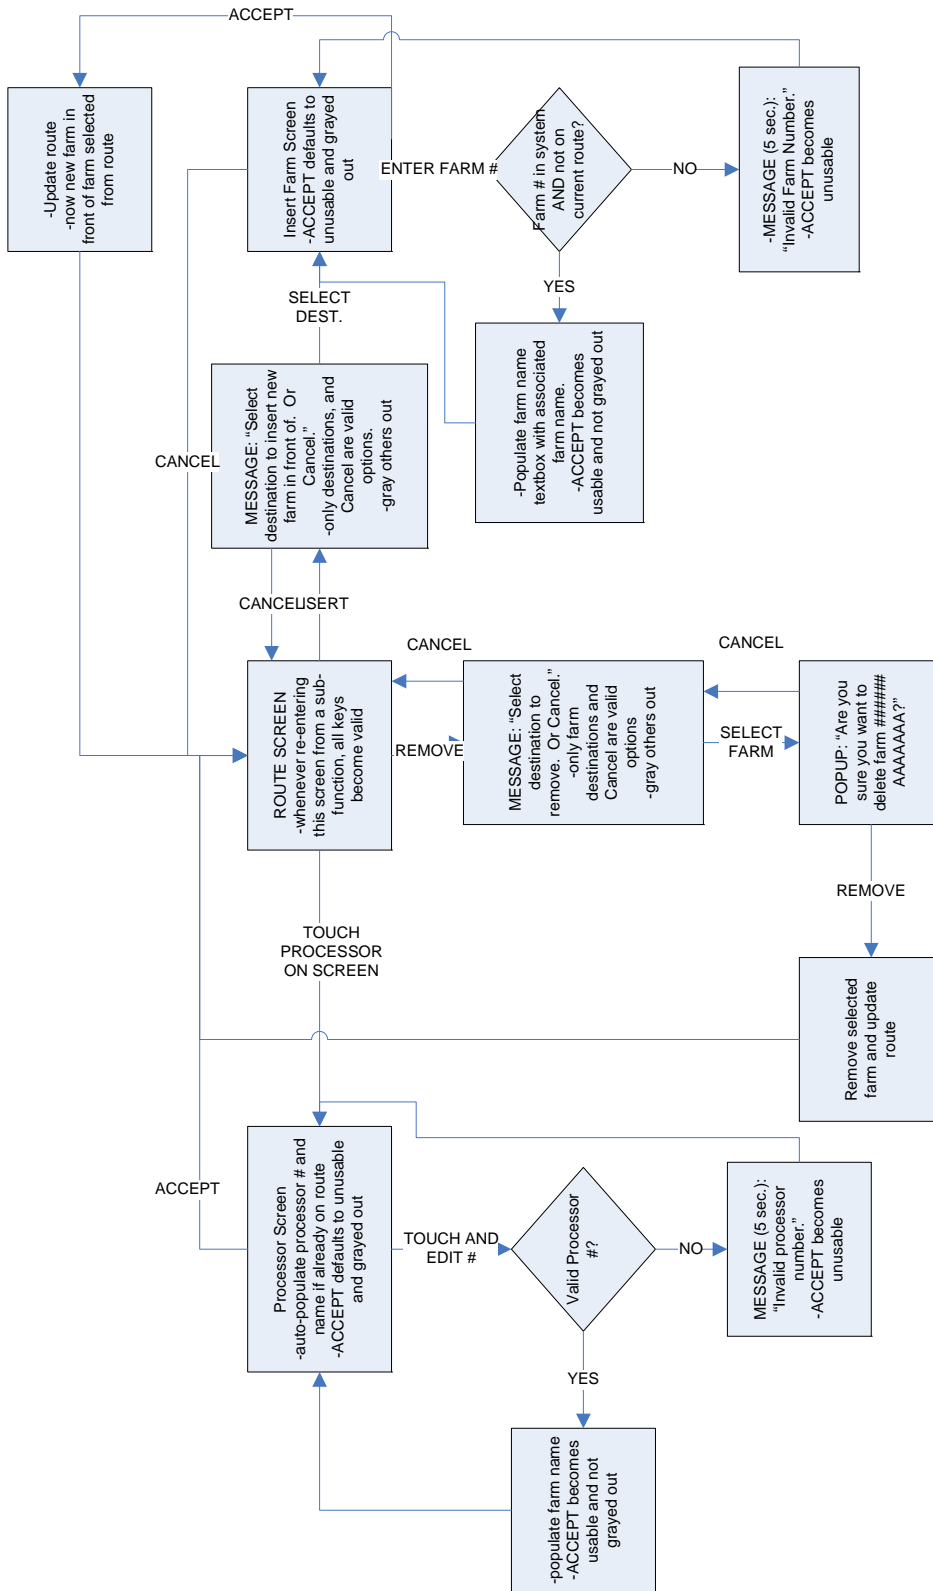 ACCEPT
-Update route
-now new farm in
front of farm selected
from route
Insert Farm Screen
-ACCEPT defaults to
unusable and grayed
out
ENTER FARM #
Farm # in system
AND not on
current route?
NO
-MESSAGE (5 sec.):
“Invalid Farm Number.”
-ACCEPT becomes
unusable
YES
-Populate farm name
textbox with associated
farm name.
-ACCEPT becomes
usable and not grayed out
SELECT
DEST.
MESSAGE: “Select
destination to insert new
farm in front of. Or
Cancel.”
-only destinations, and
Cancel are valid
options.
-gray others out
CANCEL
CANCEL
ISERT
ROUTE SCREEN
-whenever re-entering
this screen from a sub-
function, all keys
become valid
CANCEL
REMOVE
MESSAGE: “Select
destination to
remove. Or Cancel.”
-only farm
destinations and
Cancel are valid
options
-gray others out
CANCEL
SELECT
FARM
POPUP: “Are you
sure you want to
delete farm ######
AAAAAAA?”
REMOVE
Remove selected
farm and update
route
TOUCH
PROCESSOR
ON SCREEN
Processor Screen
-auto-populate processor # and
name if already on route
-ACCEPT defaults to unusable
and grayed out
ACCEPT
TOUCH AND
EDIT #
Valid Processor
#?
NO
MESSAGE (5 sec.):
“Invalid processor
number.”
-ACCEPT becomes
unusable
YES
-populate farm name
-ACCEPT becomes
usable and not
grayed out